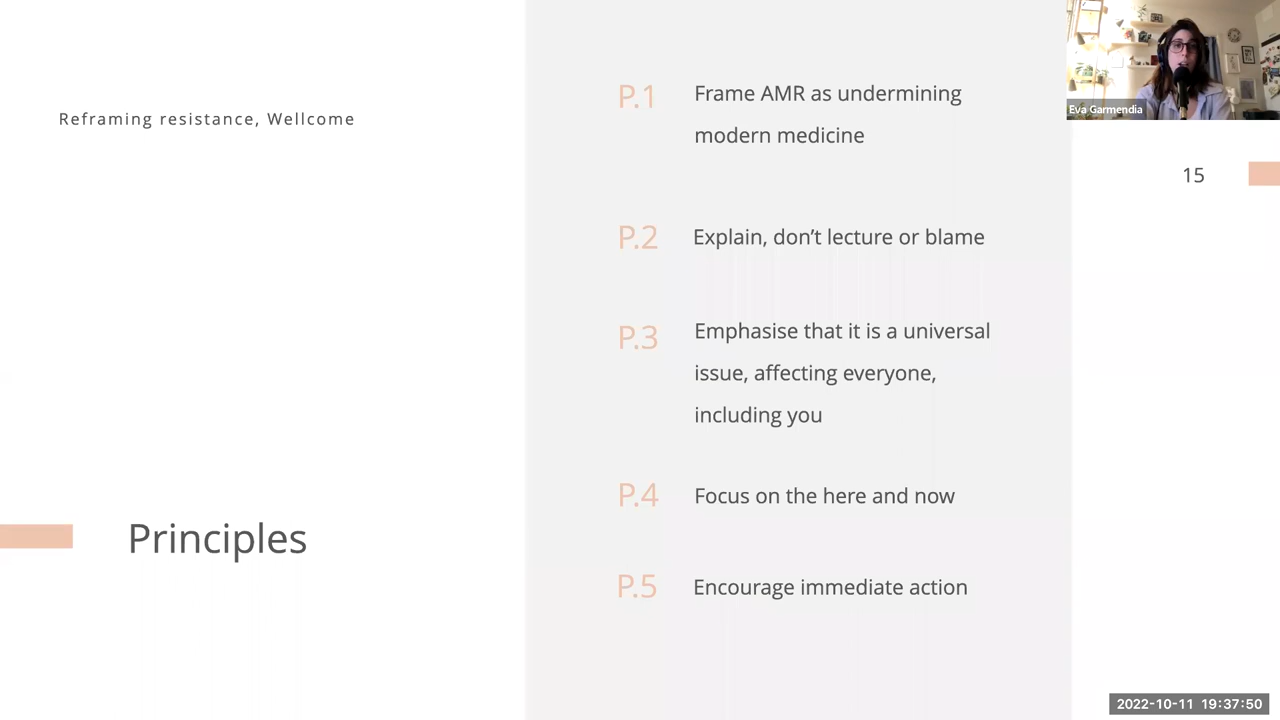 Reframing resistance, Wellcome
Principles
P.1
Frame AMR as undermining
modern medicine
P.2
Explain, don’t lecture or blame
P.3
Emphasise that it is a universal
issue, affecting everyone,
including you
P.4
Focus on the here and now
P.5
Encourage immediate action
Eva Garmendia
15
2022-10-11 19:37:50